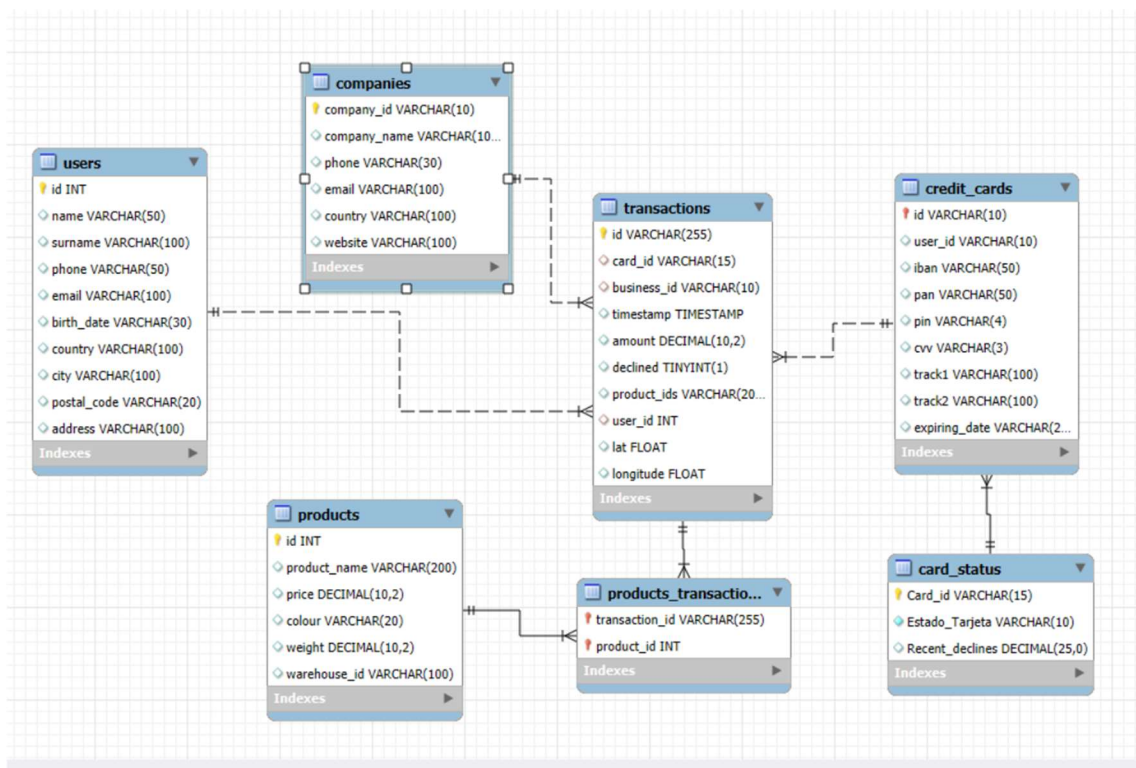 companies
company_id VARCHAR(10)
company_name VARCHAR(10...
phone VARCHAR(30)
email VARCHAR(100)
country VARCHAR(100)
website VARCHAR(100)
Indexes
users
id INT
name VARCHAR(50)
surname VARCHAR(100)
phone VARCHAR(50)
email VARCHAR(100)
birth_date VARCHAR(30)
country VARCHAR(100)
city VARCHAR(100)
postal_code VARCHAR(20)
address VARCHAR(100)
Indexes
transactions
id VARCHAR(255)
card_id VARCHAR(15)
business_id VARCHAR(10)
timestamp TIMESTAMP
amount DECIMAL(10,2)
declined TINYINT(1)
product_ids VARCHAR(20...
user_id INT
lat FLOAT
longitude FLOAT
Indexes
credit_cards
id VARCHAR(10)
user_id VARCHAR(10)
iban VARCHAR(50)
pan VARCHAR(50)
pin VARCHAR(4)
cvv VARCHAR(3)
track1 VARCHAR(100)
track2 VARCHAR(100)
expiring_date VARCHAR(2...
Indexes
products
id INT
product_name VARCHAR(200)
price DECIMAL(10,2)
colour VARCHAR(20)
weight DECIMAL(10,2)
warehouse_id VARCHAR(100)
Indexes
products_transactio...
transaction_id VARCHAR(255)
product_id INT
Indexes
card_status
Card_id VARCHAR(15)
Estado_Tarjeta VARCHAR(10)
Recent_declines DECIMAL(25,0)
Indexes